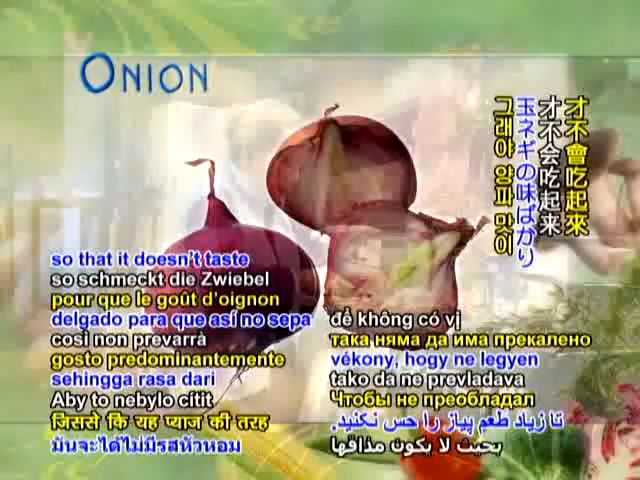 ONION
才不會吃起來
才不会吃起来
玉ネギの味ばかり
그래야 양파 맛이
so that it doesn't taste
so schmeckt die Zwiebel
pour que le goût d'oignon
delgado para que así no sepa
così non prevarrà
gosto predominantemente
sehingga rasa dari
Aby to nebylo cítit
जिससे कि यह प्याज की तरह
มันจะได้ไม่มีรสหัวหอม
để không có vị
така няма да има прекалено
vékony, hogy ne legyen
tako da ne prevladava
Чтобы не преобладал
تا زیاد طعم پیاز را حس نکنید.
بحيث لا يكون مذاقها